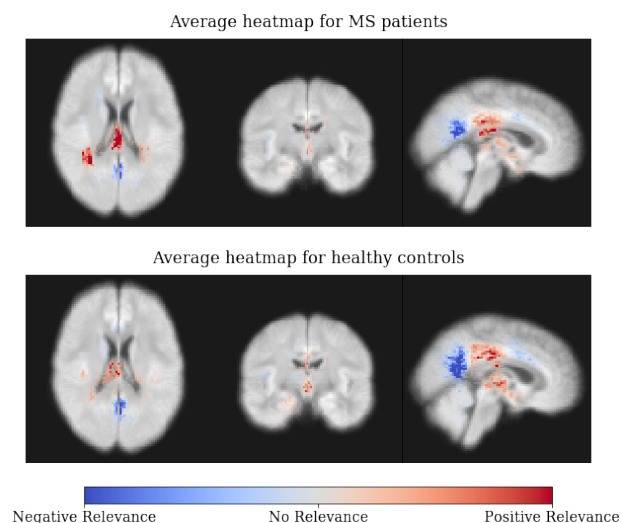 Average heatmap for MS patients
Average heatmap for healthy controls
Negative Relevance No Relevance Positive Relevance